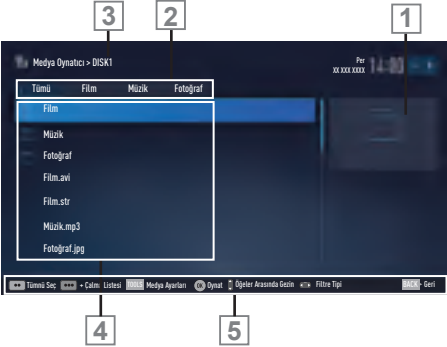 3 2 1
Medya Oynatıcı > DISK1
Per
XX XXX XXXX
14:03
Tümü Film Müzik Fotoğraf
Film
Müzik
Fotoğraf
Film.avi
Film.str
Müzik.mp3
Fotoğraf.jpg
Tümnü Seç + Çalma Listesi TOOLS Medya Ayarları OK Oynat Öğeler Arasında Gezin Filtre Tipi BACK - Geri
4 5